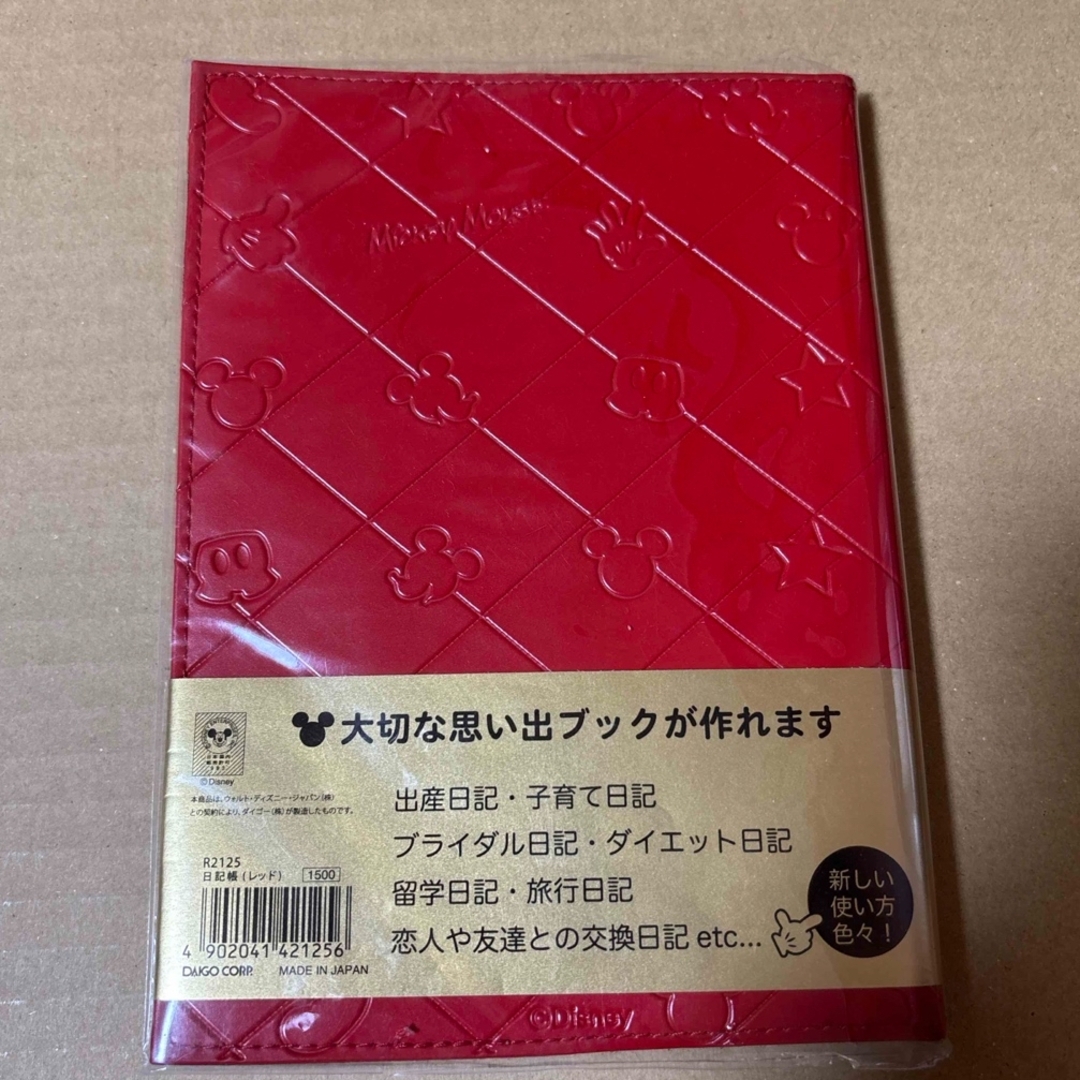 Mickey Mouse
大切な思い出ブックが作れます
©Disney
本商品は、ウォルト・ディズニー・ジャパン(株)
との契約により、ダイゴー(株)が製造したものです。
出産日記・子育て日記
ブライダル日記・ダイエット日記
留学日記・旅行日記
恋人や友達との交換日記 etc...
新しい
使い方
色々!
R2125
日記帳(レッド) 1500
4 902041 421256
DAIGO CORP. MADE IN JAPAN
©Disney